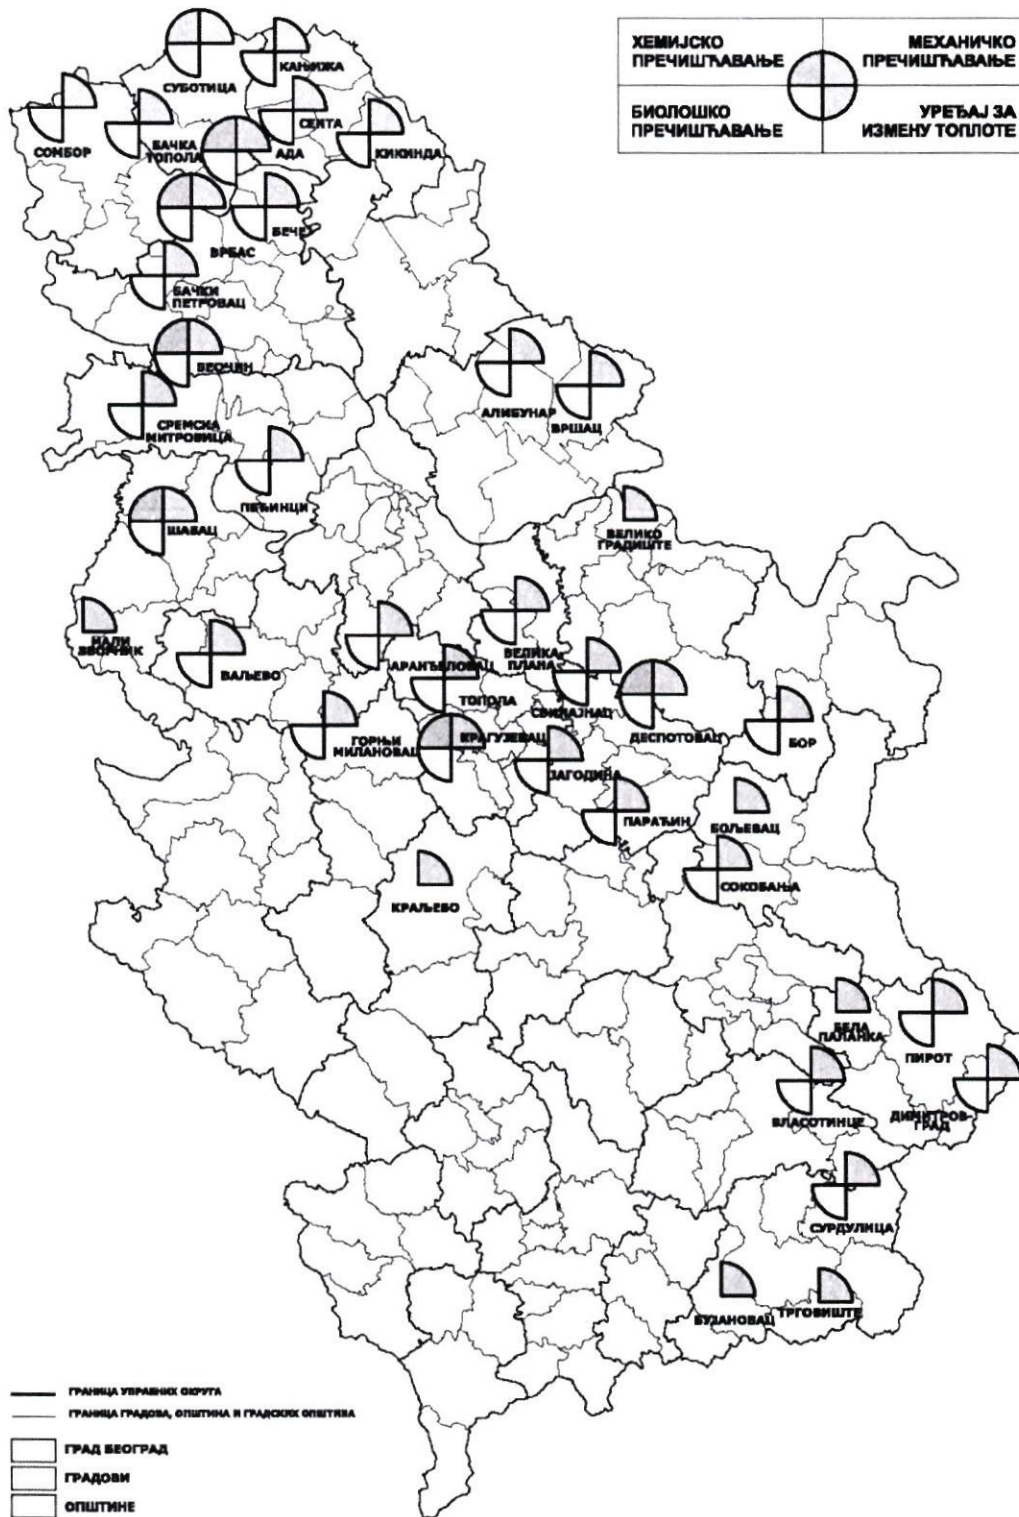 ХЕМИЈСКО
ПРЕЧИШЋАВАЊЕ
МЕХАНИЧКО
ПРЕЧИШЋАВАЊЕ
БИОЛОШКО
ПРЕЧИШЋАВАЊЕ
УРЕЂАЈ ЗА
ИЗМЕНУ ТОПЛОТЕ
СУБОТИЦА
КАЊИЖА
СОМБОР
БАЧКА
ТОПОЛА
СЕНТА
АДА
КИКИНДА
ВРБАС
БЕЧЕЈ
БАЧКИ
ПЕТРОВАЦ
БЕОЧИН
СРЕМСКА
МИТРОВИЦА
АЛИБУНАР
ВРШАЦ
ПЕЋИНЦИ
ШАБАЦ
ВЕЛИКО
ГРАДИШТЕ
МАЛИ
ЗВОРНИК
ВАЉЕВО
АРАНЂЕЛОВАЦ
ВЕЛИКА
ПЛАНА
ТОПОЛА
СВИЛАЈНАЦ
ДЕСПОТОВАЦ
ГОРЊИ
МИЛАНОВАЦ
КРАГУЈЕВАЦ
БОР
ЈАГОДИНА
ПАРАЋИН
БОЉЕВАЦ
СОКОБАЊА
КРАЉЕВО
БЕЛА
ПАЛАНКА
ПИРОТ
ВЛАСОТИНЦЕ
ДИМИТРОВ-
ГРАД
СУРДУЛИЦА
БУЈАНОВАЦ
ТРГОВИШТЕ
ГРАНИЦА УПРАВНИХ ОКРУГА
ГРАНИЦА ГРАДОВА, ОПШТИНА И ГРАДСКИХ ОПШТИНА
ГРАД БЕОГРАД
ГРАДОВИ
ОПШТИНЕ